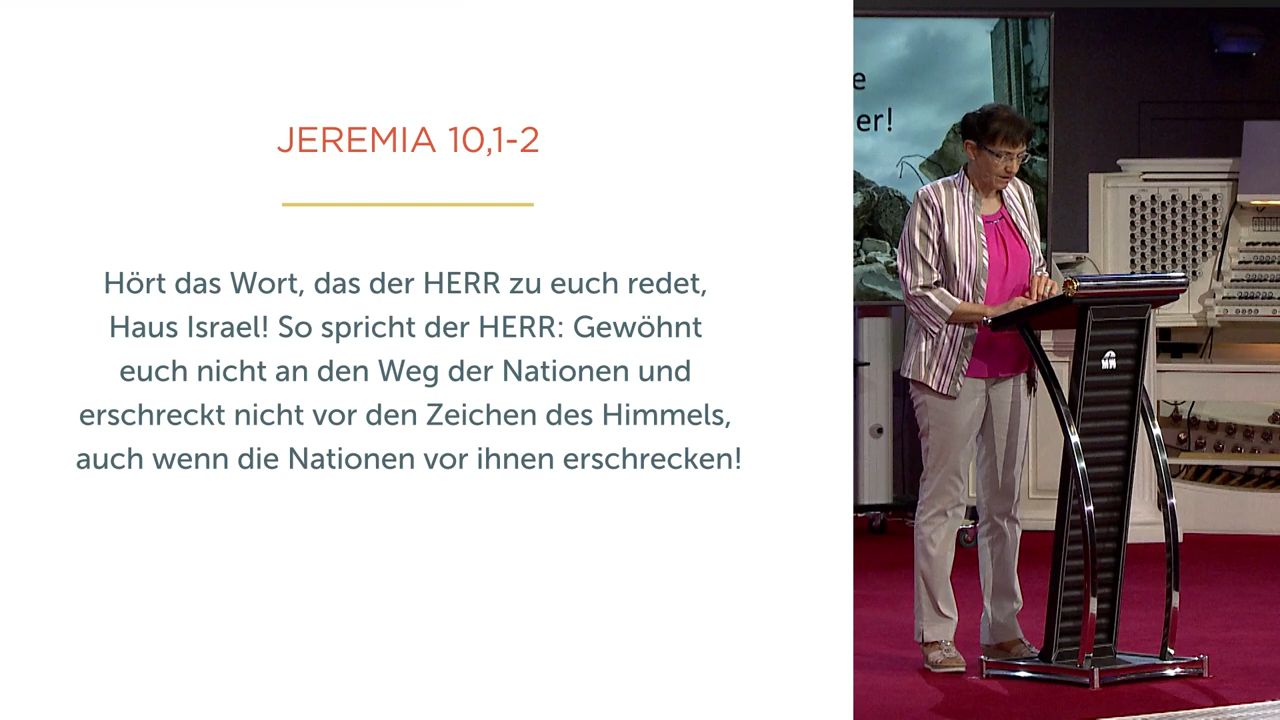 JEREMIA 10,1-2
Hört das Wort, das der HERR zu euch redet,
Haus Israel! So spricht der HERR: Gewöhnt
euch nicht an den Weg der Nationen und
erschreckt nicht vor den Zeichen des Himmels,
auch wenn die Nationen vor ihnen erschrecken!
e
er!
MW